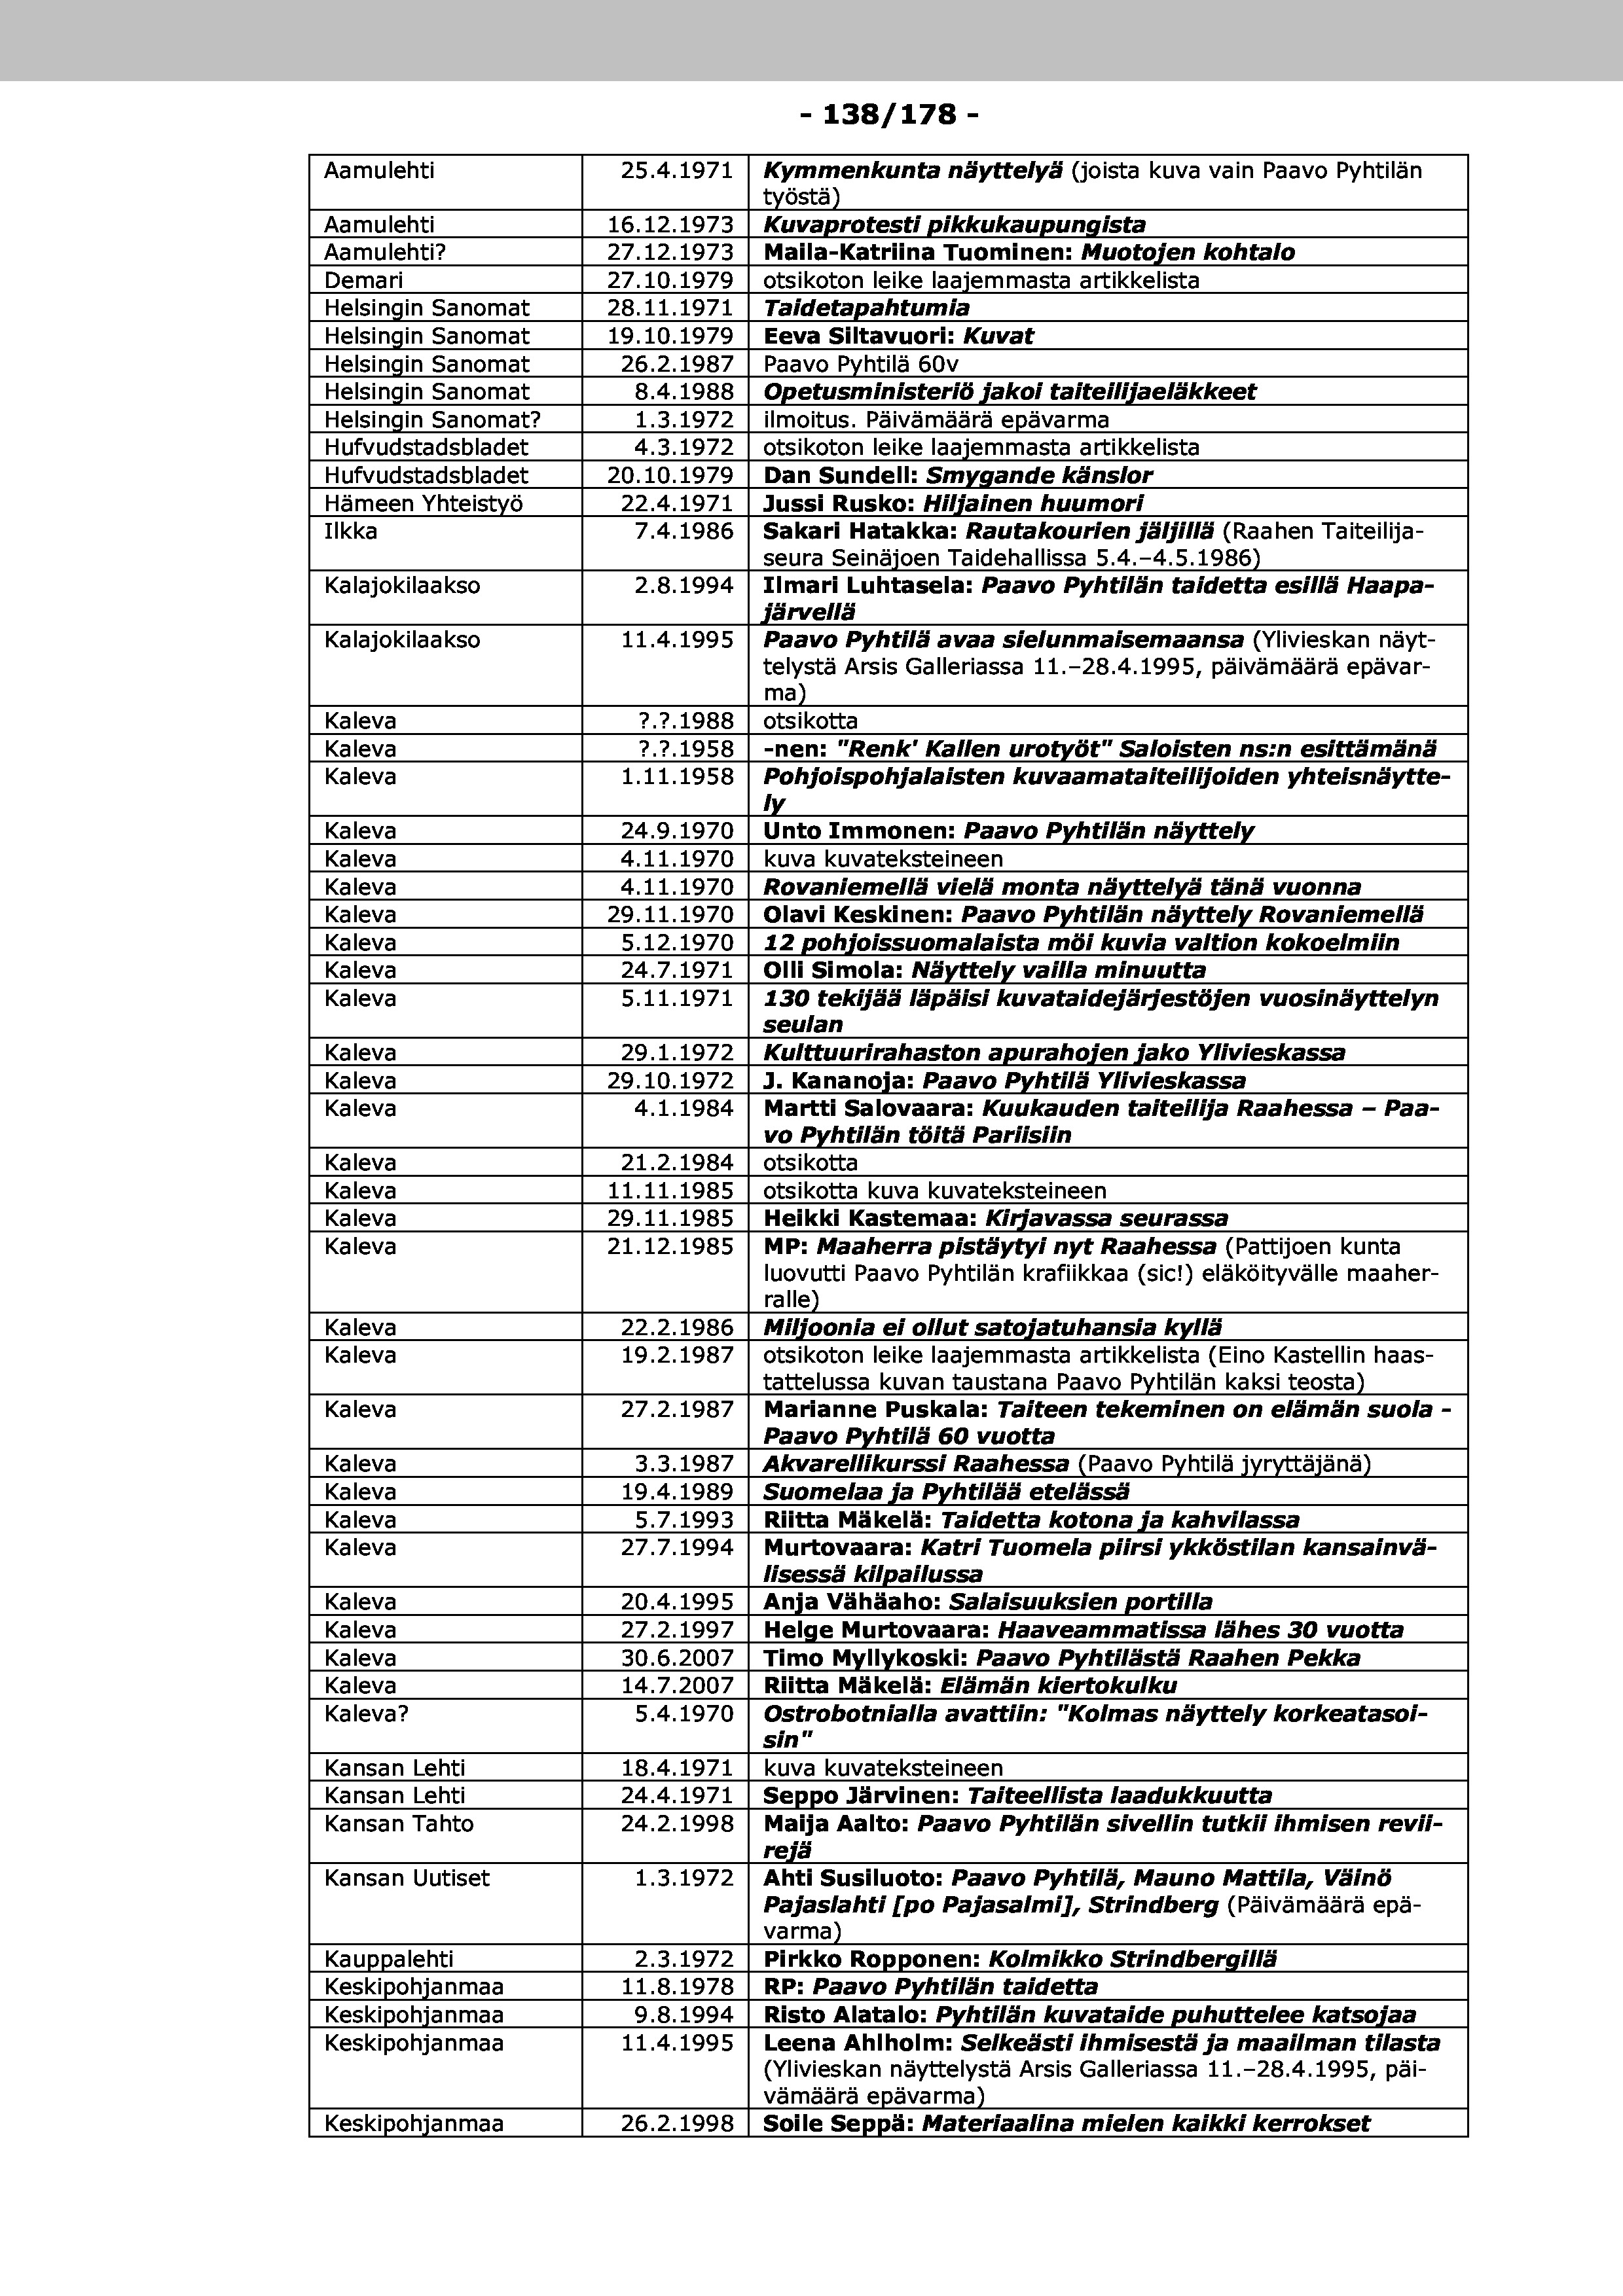 - 138/178 -
Aamulehti 25.4.1971 Kymmenkunta näyttelyä (joista kuva vain Paavo Pyhtilän
työstä)
Aamulehti 16.12.1973 Kuvaprotesti pikkukaupungista
Aamulehti? 27.12.1973 Maila-Katriina Tuominen: Muotojen kohtalo
Demari 27.10.1979 otsikoton leike laajemmasta artikkelista
Helsingin Sanomat 28.11.1971 Taidetapahtumia
Helsingin Sanomat 19.10.1979 Eeva Siltavuori: Kuvat
Helsingin Sanomat 26.2.1987 Paavo Pyhtilä 60v
Helsingin Sanomat 8.4.1988 Opetusministeriö jakoi taiteilijaeläkkeet
Helsingin Sanomat? 1.3.1972 ilmoitus. Päivämäärä epävarma
Hufvudstadsbladet 4.3.1972 otsikoton leike laajemmasta artikkelista
Hufvudstadsbladet 20.10.1979 Dan Sundell: Smygande känslor
Hämeen Yhteistyö 22.4.1971 Jussi Rusko: Hiljainen huumori
Ilkka 7.4.1986 Sakari Hatakka: Rautakourien jäljillä (Raahen Taiteilija-
seura Seinäjoen Taidehallissa 5.4.–4.5.1986)
Kalajokilaakso 2.8.1994 Ilmari Luhtasela: Paavo Pyhtilän taidetta esillä Haapa-
järvellä
Kalajokilaakso 11.4.1995 Paavo Pyhtilä avaa sielunmaisemaansa (Ylivieskan näyt-
telystä Arsis Galleriassa 11.–28.4.1995, päivämäärä epävar-
ma)
Kaleva ?.?.1988 otsikotta
Kaleva ?.?.1958 -nen: "Renk' Kallen urotyöt" Saloisten ns:n esittämänä
Kaleva 1.11.1958 Pohjoispohjalaisten kuvaamataiteilijoiden yhteisnäytte-
ly
Kaleva 24.9.1970 Unto Immonen: Paavo Pyhtilän näyttely
Kaleva 4.11.1970 kuva kuvateksteineen
Kaleva 4.11.1970 Rovaniemellä vielä monta näyttelyä tänä vuonna
Kaleva 29.11.1970 Olavi Keskinen: Paavo Pyhtilän näyttely Rovaniemellä
Kaleva 5.12.1970 12 pohjoissuomalaista möi kuvia valtion kokoelmiin
Kaleva 24.7.1971 Olli Simola: Näyttely vailla minuutta
Kaleva 5.11.1971 130 tekijää läpäisi kuvataidejärjestöjen vuosinäyttelyn
seulan
Kaleva 29.1.1972 Kulttuurirahaston apurahojen jako Ylivieskassa
Kaleva 29.10.1972 J. Kananoja: Paavo Pyhtilä Ylivieskassa
Kaleva 4.1.1984 Martti Salovaara: Kuukauden taiteilija Raahessa – Paa-
vo Pyhtilän töitä Pariisiin
Kaleva 21.2.1984 otsikotta
Kaleva 11.11.1985 otsikotta kuva kuvateksteineen
Kaleva 29.11.1985 Heikki Kastemaa: Kirjavassa seurassa
Kaleva 21.12.1985 MP: Maaherra pistäytyi nyt Raahessa (Pattijoen kunta
luovutti Paavo Pyhtilän krafiikkaa (sic!) eläköityvälle maaher-
ralle)
Kaleva 22.2.1986 Miljoonia ei ollut satojatuhansia kyllä
Kaleva 19.2.1987 otsikoton leike laajemmasta artikkelista (Eino Kastellin haas-
tattelussa kuvan taustana Paavo Pyhtilän kaksi teosta)
Kaleva 27.2.1987 Marianne Puskala: Taiteen tekeminen on elämän suola -
Paavo Pyhtilä 60 vuotta
Kaleva 3.3.1987 Akvarellikurssi Raahessa (Paavo Pyhtilä jyryttäjänä)
Kaleva 19.4.1989 Suomelaa ja Pyhtilää etelässä
Kaleva 5.7.1993 Riitta Mäkelä: Taidetta kotona ja kahvilassa
Kaleva 27.7.1994 Murtovaara: Katri Tuomela piirsi ykköstilan kansainvä-
lisessä kilpailussa
Kaleva 20.4.1995 Anja Vähäaho: Salaisuuksien portilla
Kaleva 27.2.1997 Helge Murtovaara: Haaveammatissa lähes 30 vuotta
Kaleva 30.6.2007 Timo Myllykoski: Paavo Pyhtilästä Raahen Pekka
Kaleva 14.7.2007 Riitta Mäkelä: Elämän kiertokulku
Kaleva? 5.4.1970 Ostrobotnialla avattiin: "Kolmas näyttely korkeatasoi-
sin"
Kansan Lehti 18.4.1971 kuva kuvateksteineen
Kansan Lehti 24.4.1971 Seppo Järvinen: Taiteellista laadukkuutta
Kansan Tahto 24.2.1998 Maija Aalto: Paavo Pyhtilän sivellin tutkii ihmisen revii-
rejä
Kansan Uutiset 1.3.1972 Ahti Susiluoto: Paavo Pyhtilä, Mauno Mattila, Väinö
Pajaslahti [po Pajasalmi], Strindberg (Päivämäärä epä-
varma)
Kauppalehti 2.3.1972 Pirkko Ropponen: Kolmikko Strindbergillä
Keskipohjanmaa 11.8.1978 RP: Paavo Pyhtilän taidetta
Keskipohjanmaa 9.8.1994 Risto Alatalo: Pyhtilän kuvataide puhuttelee katsojaa
Keskipohjanmaa 11.4.1995 Leena Ahlholm: Selkeästi ihmisestä ja maailman tilasta
(Ylivieskan näyttelystä Arsis Galleriassa 11.–28.4.1995, päi-
vämäärä epävarma)
Keskipohjanmaa 26.2.1998 Soile Seppä: Materiaalina mielen kaikki kerrokset